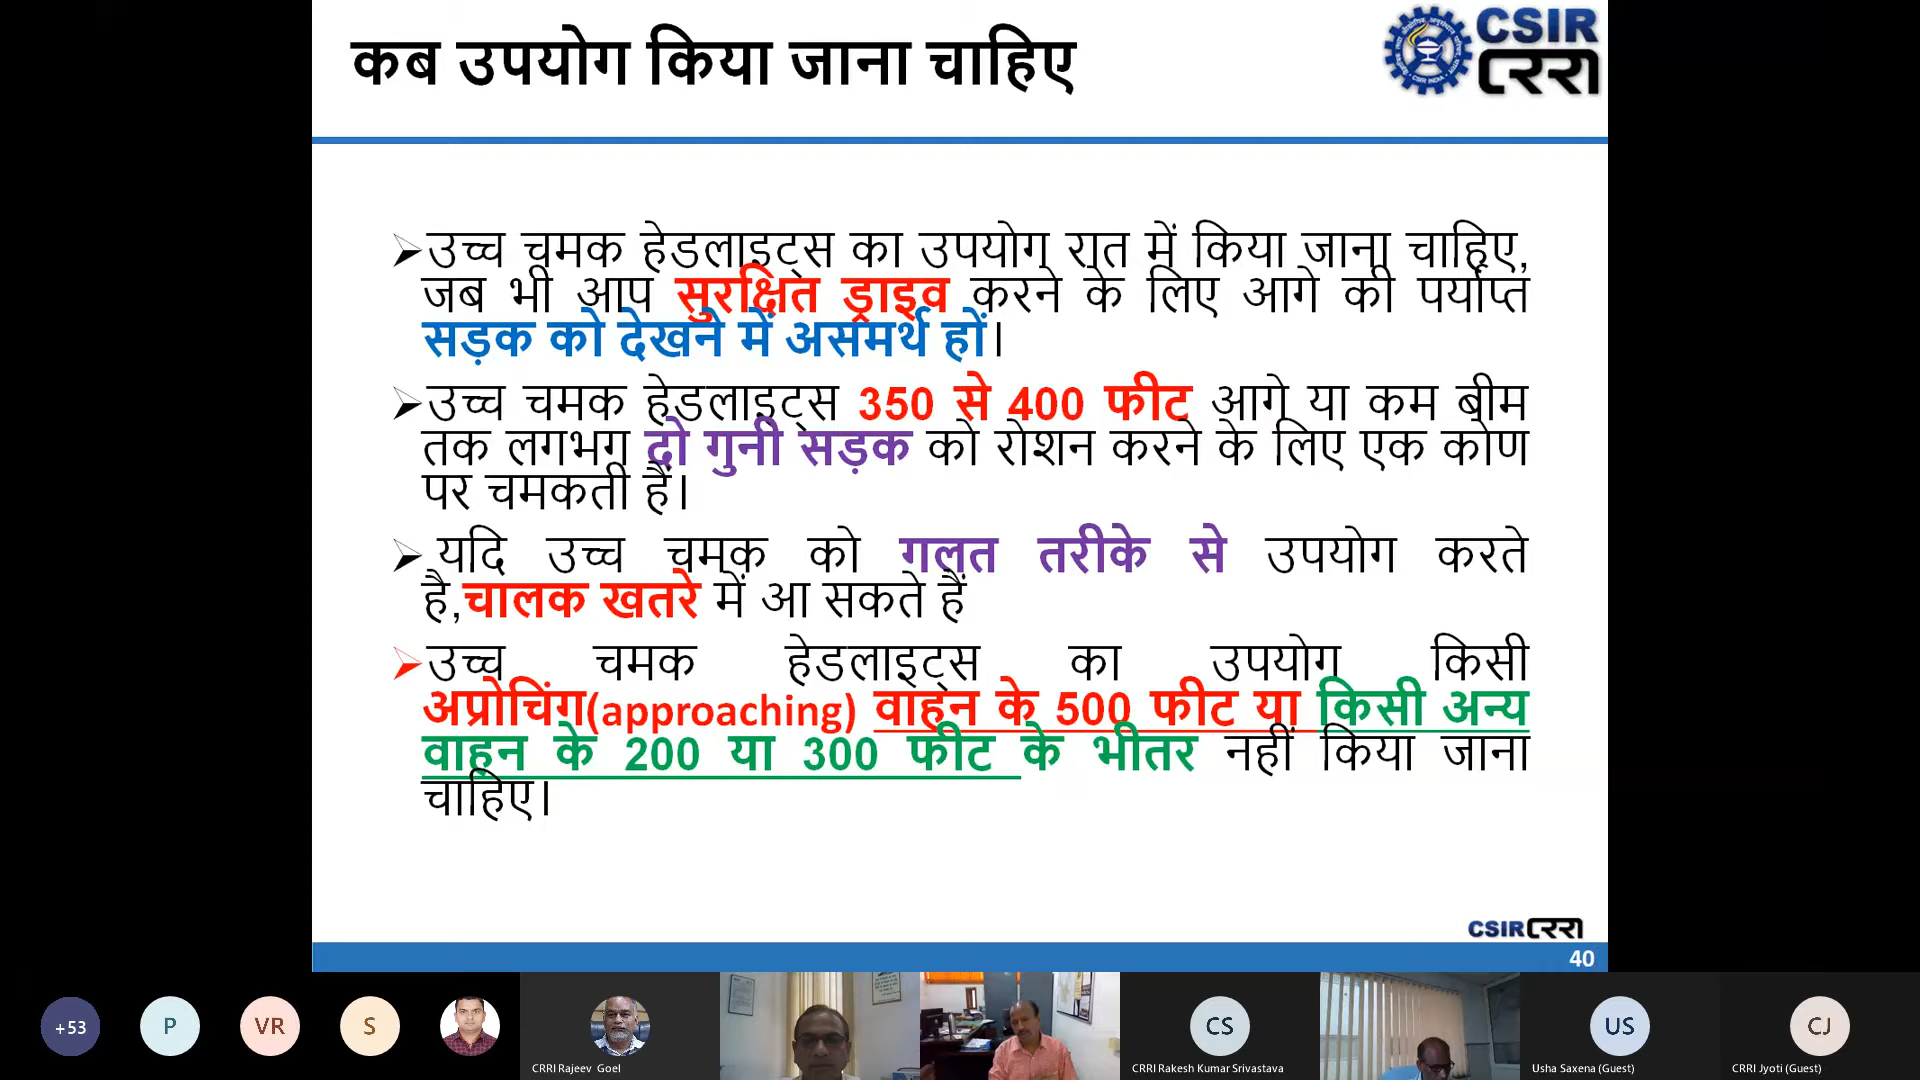 कब उपयोग किया जाना चाहिए
CSIR
CRRI
➢उच्च चमक हेडलाइट्स का उपयोग रात में किया जाना चाहिए,
जब भी आप सुरक्षित ड्राइव करने के लिए आगे की पर्याप्त
सड़क को देखने में असमर्थ हों।
➢उच्च चमक हेडलाइट्स 350 से 400 फीट आगे या कम बीम
तक लगभग दो गुनी सड़क को रोशन करने के लिए एक कोण
पर चमकती हैं।
➢ यदि उच्च चमक को गलत तरीके से उपयोग करते
है,चालक खतरे में आ सकते हैं
➢उच्च चमक हेडलाइट्स का उपयोग किसी
अप्रोचिंग(approaching) वाहन के 500 फीट या किसी अन्य
वाहन के 200 या 300 फीट के भीतर नहीं किया जाना
चाहिए।
CSIR CRRI
40
+53
P
VR
S
CS
US
CJ
CRRI Rajeev Goel
CRRI Rakesh Kumar Srivastava
Usha Saxena (Guest)
CRRI Jyoti (Guest)